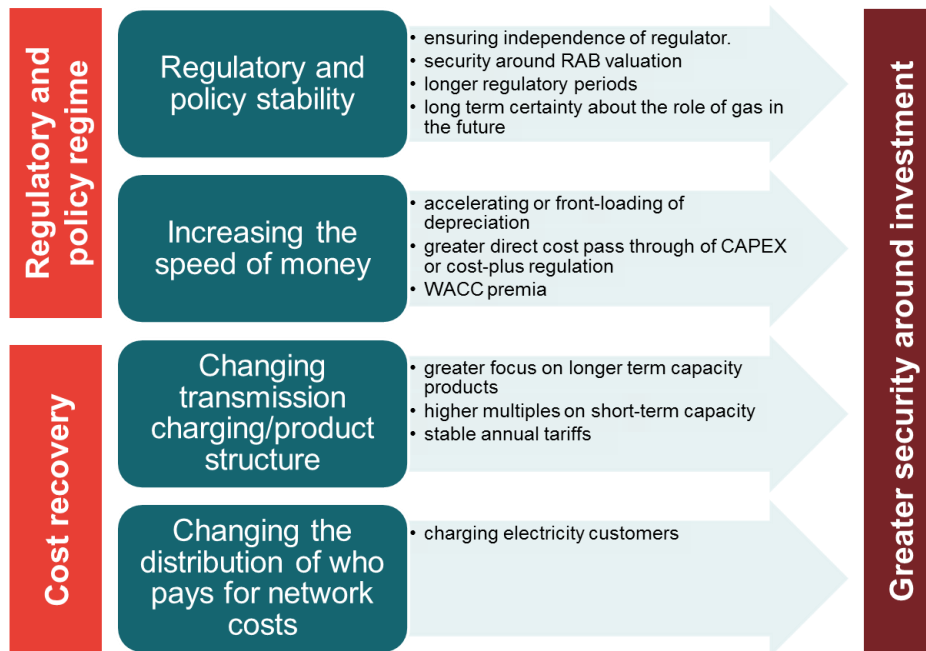 Regulatory and
policy regime
Regulatory and
policy stability
• ensuring independence of regulator.
• security around RAB valuation
• longer regulatory periods
• long term certainty about the role of gas in
the future
Increasing the
speed of money
• accelerating or front-loading of
depreciation
• greater direct cost pass through of CAPEX
or cost-plus regulation
• WACC premia
Cost recovery
Changing
transmission
charging/product
structure
• greater focus on longer term capacity
products
• higher multiples on short-term capacity
• stable annual tariffs
Changing the
distribution of who
pays for network
costs
• charging electricity customers
Greater security around investment